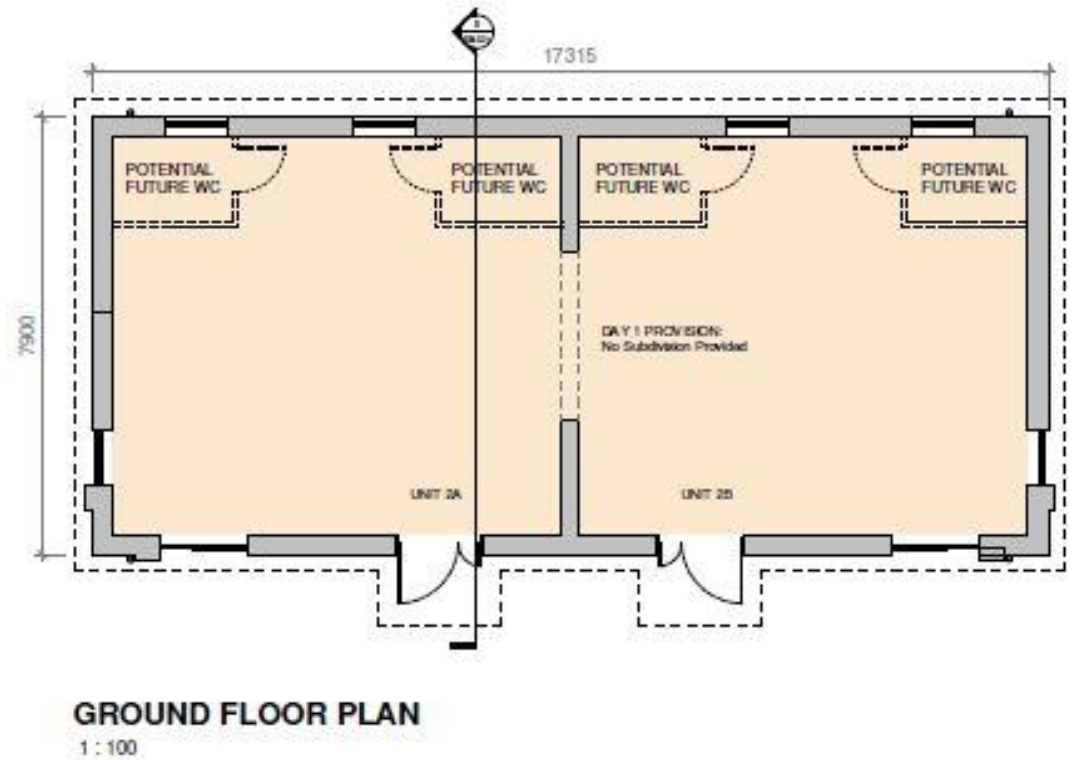 17315
7900
POTENTIAL
FUTURE WC
POTENTIAL
FUTURE WC
POTENTIAL
FUTURE WC
POTENTIAL
FUTURE WC
DAY 1 PROVISION:
No Subdivision Provided
UNIT 2A
UNIT 2B
GROUND FLOOR PLAN
1 : 100